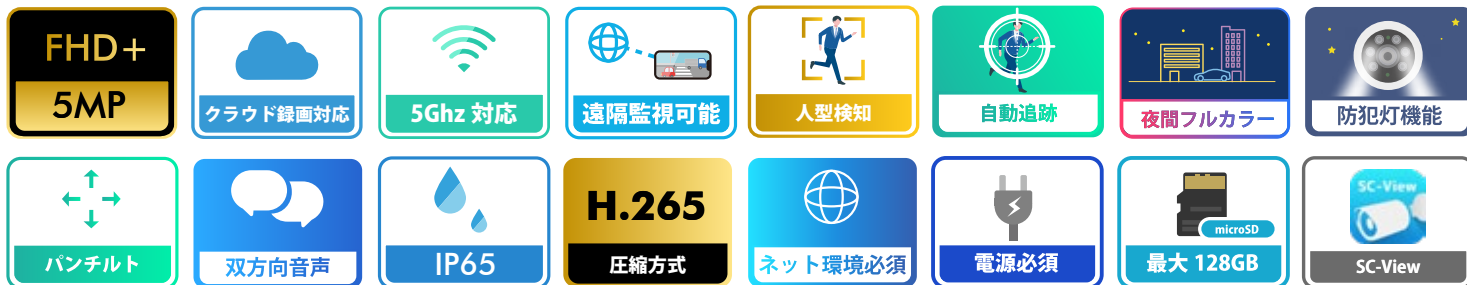 FHD+
5MP
クラウド録画対応
5Ghz 対応
遠隔監視可能
人型検知
自動追跡
夜間フルカラー
防犯灯機能
パンチルト
双方向音声
IP65
H.265
圧縮方式
ネット環境必須
電源必須
microSD
最大 128GB
SC-View
SC-View